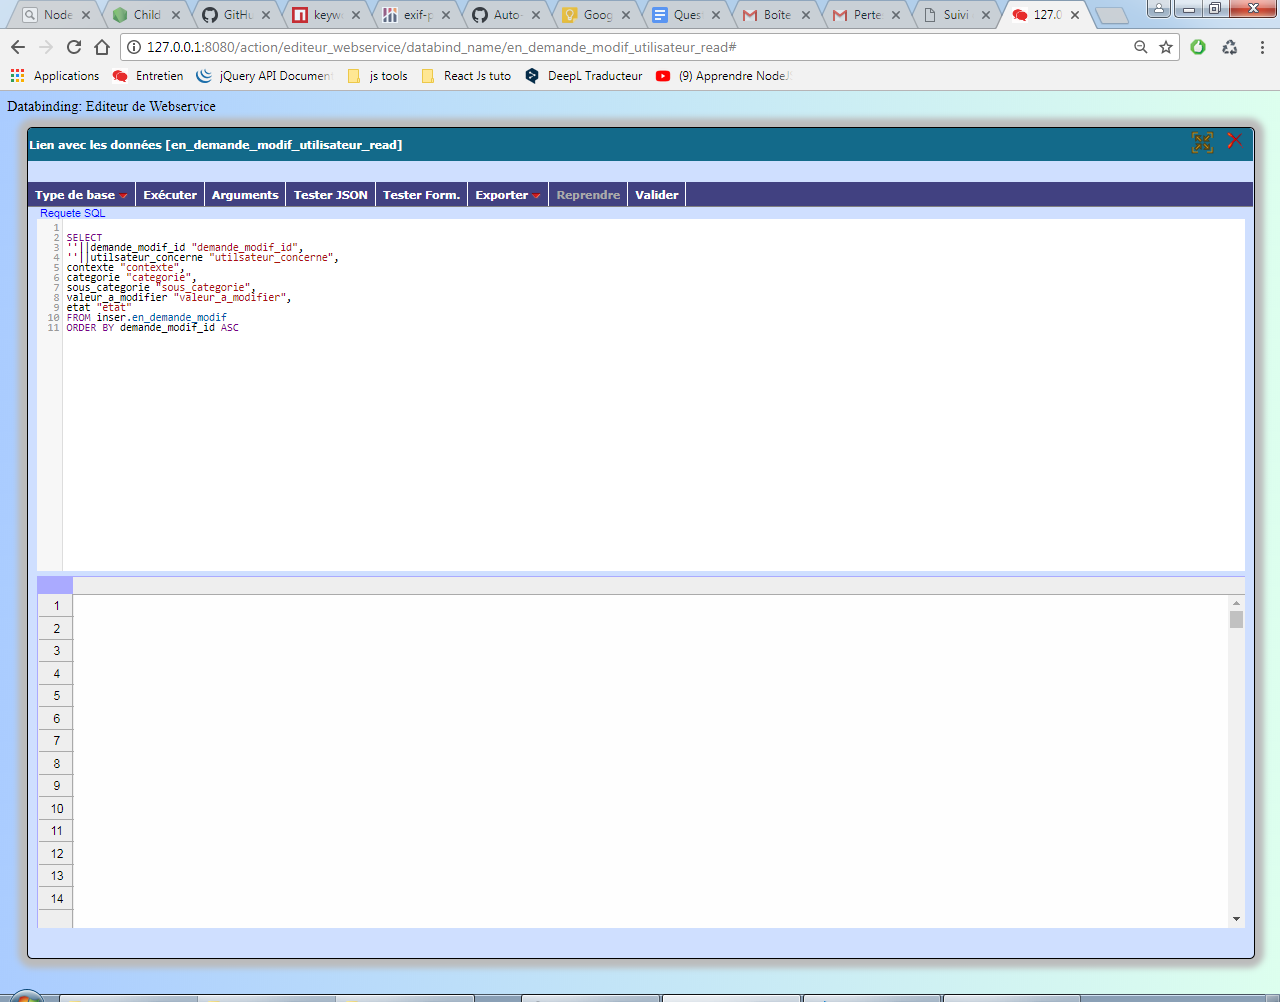 Node
Child
GitHu
keyw
exif-p
Auto-
Goog
Ques
Boîte
Perte
Suivi
127.0
127.0.0.1:8080/action/editeur_webservice/databind_name/en_demande_modif_utilisateur_read#
Applications
Entretien
jQuery API Documen
js tools
React Js tuto
DeepL Traducteur
(9) Apprendre NodeJ
Databinding: Editeur de Webservice
Lien avec les données [en_demande_modif_utilisateur_read]
Type de base
Exécuter
Arguments
Tester JSON
Tester Form.
Exporter
Reprendre
Valider
Requete SQL
1
2 SELECT
3 ''||demande_modif_id "demande_modif_id",
4 ''||utilsateur_concerne "utilsateur_concerne",
5 contexte "contexte",
6 categorie "categorie",
7 sous_categorie "sous_categorie",
8 valeur_a_modifier "valeur_a_modifier",
9 etat "etat"
10 FROM inser.en_demande_modif
11 ORDER BY demande_modif_id ASC
1
2
3
4
5
6
7
8
9
10
11
12
13
14